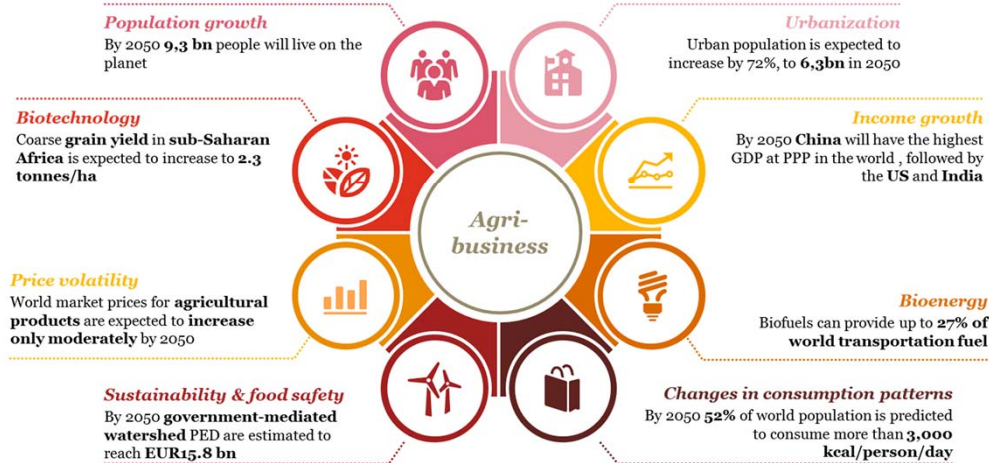 Population growth
By 2050 9,3 bn people will live on the
planet
Urbanization
Urban population is expected to
increase by 72%, to 6,3bn in 2050
Biotechnology
Coarse grain yield in sub-Saharan
Africa is expected to increase to 2.3
tonnes/ha
Income growth
By 2050 China will have the highest
GDP at PPP in the world , followed by
the US and India
Agri-
business
Price volatility
World market prices for agricultural
products are expected to increase
only moderately by 2050
Bioenergy
Biofuels can provide up to 27% of
world transportation fuel
Sustainability & food safety
By 2050 government-mediated
watershed PED are estimated to
reach EUR15.8 bn
Changes in consumption patterns
By 2050 52% of world population is predicted
to consume more than 3,000
kcal/person/day